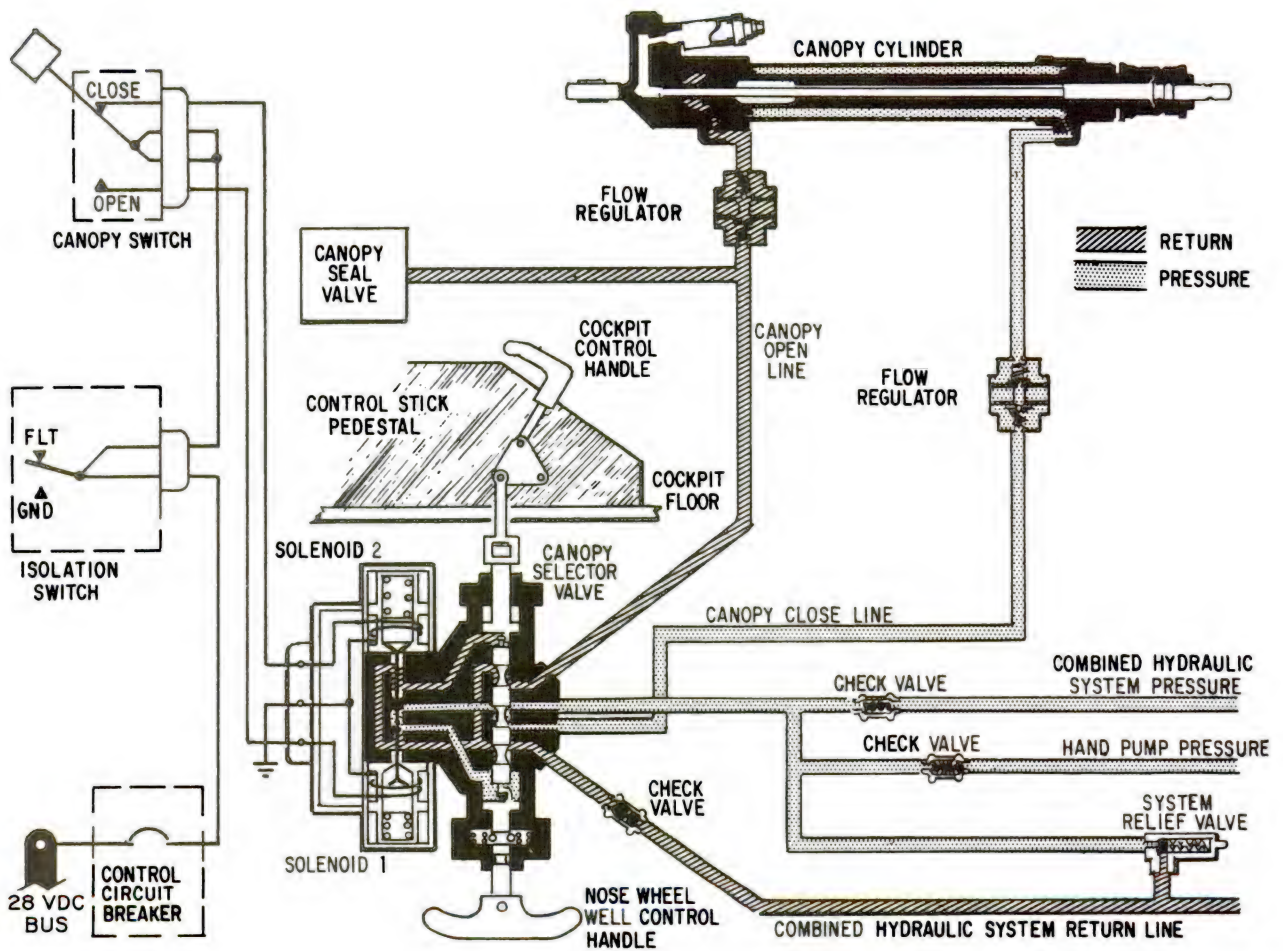 CANOPY CYLINDER
CLOSE
OPEN
CANOPY SWITCH
FLOW
REGULATOR
RETURN
PRESSURE
CANOPY
SEAL
VALVE
COCKPIT
CONTROL
HANDLE
CANOPY
OPEN
LINE
FLOW
REGULATOR
CONTROL STICK
PEDESTAL
FLT
GND
COCKPIT
FLOOR
ISOLATION
SWITCH
SOLENOID 2
CANOPY
SELECTOR
VALVE
CANOPY CLOSE LINE
COMBINED HYDRAULIC
SYSTEM PRESSURE
CHECK VALVE
CHECK VALVE
HAND PUMP PRESSURE
CHECK
VALVE
SYSTEM
RELIEF VALVE
SOLENOID 1
28 VDC
BUS
CONTROL
CIRCUIT
BREAKER
NOSE WHEEL
WELL CONTROL
HANDLE
COMBINED HYDRAULIC SYSTEM RETURN LINE